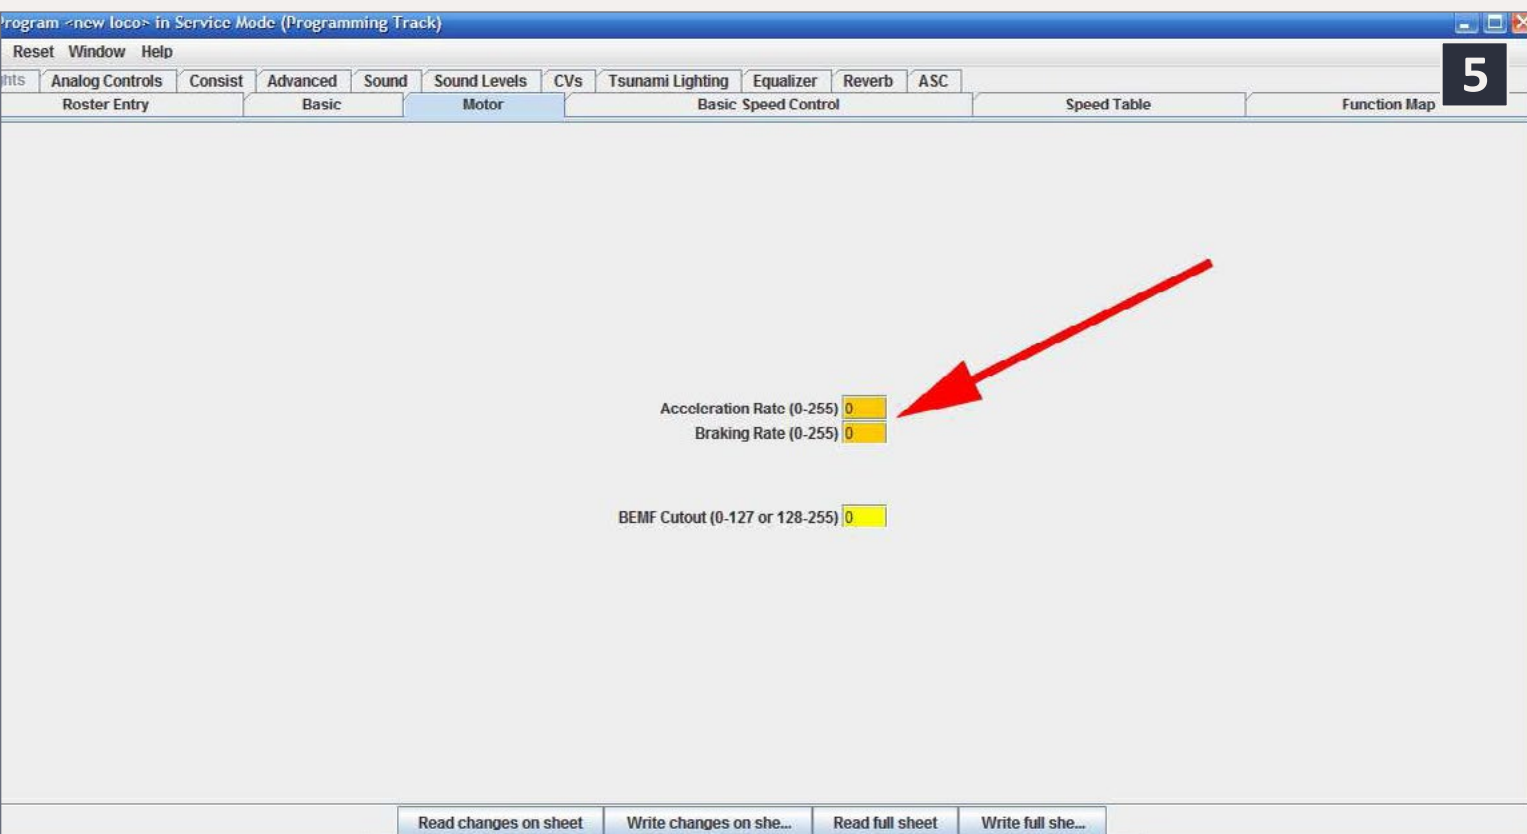 Program <new loco> in Service Mode (Programming Track)
Reset Window Help
5
Analog Controls Consist Advanced Sound Sound Levels CVs Tsunami Lighting Equalizer Reverb ASC
Roster Entry Basic Motor Basic Speed Control Speed Table Function Map
Acceleration Rate (0-255) 0
Braking Rate (0-255) 0
BEMF Cutout (0-127 or 128-255) 0
Read changes on sheet Write changes on she... Read full sheet Write full she...